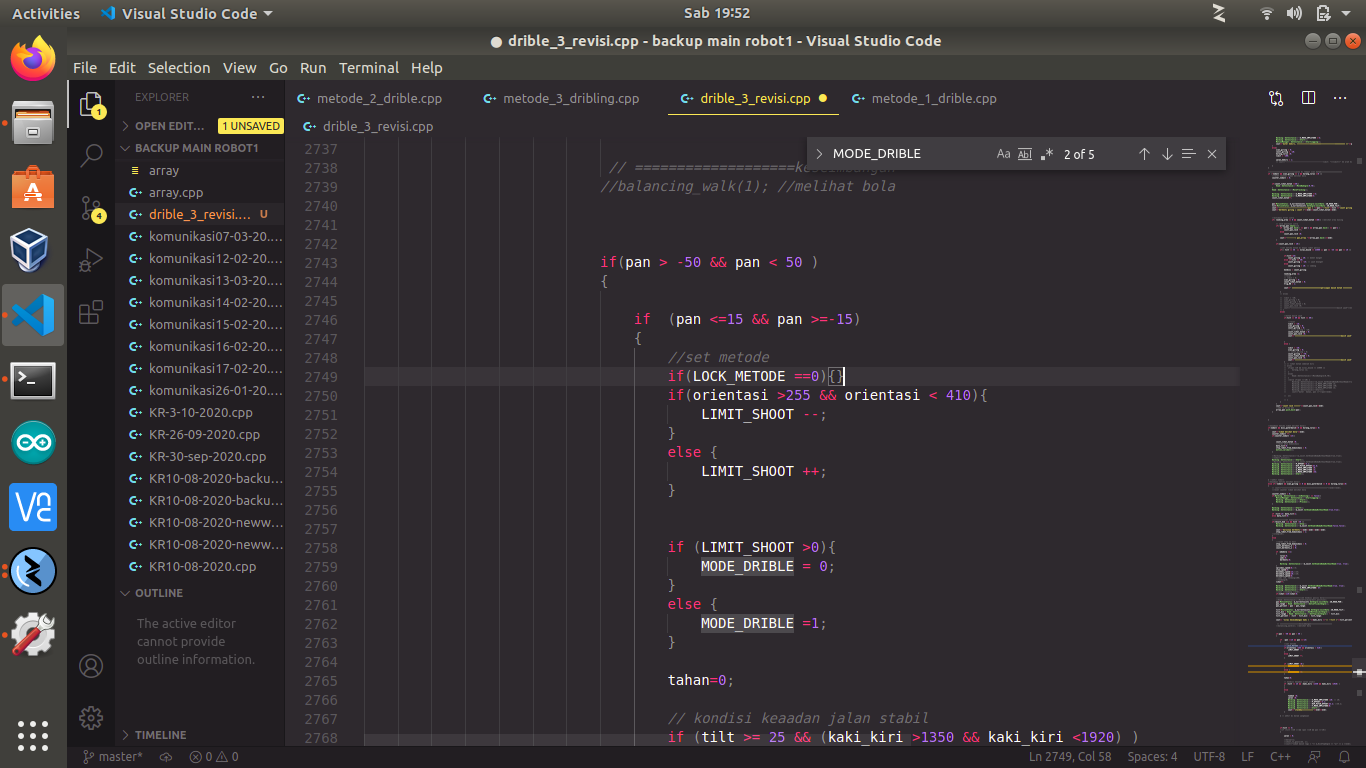 Activities
Visual Studio Code
Sab 19:52
● drible_3_revisi.cpp - backup main robot1 - Visual Studio Code
File Edit Selection View Go Run Terminal Help
EXPLORER ···
OPEN EDIT... 1 UNSAVED
BACKUP MAIN ROBOT1
array
array.cpp
drible_3_revisi.... U
komunikasi07-03-20....
komunikasi12-02-20....
komunikasi13-03-20....
komunikasi14-02-20....
komunikasi15-02-20....
komunikasi16-02-20....
komunikasi17-02-20....
komunikasi26-01-20....
KR-3-10-2020.cpp
KR-26-09-2020.cpp
KR-30-sep-2020.cpp
KR10-08-2020-backu...
KR10-08-2020-backu...
KR10-08-2020-neww...
KR10-08-2020-neww...
KR10-08-2020.cpp
OUTLINE
The active editor
cannot provide
outline information.
TIMELINE
metode_2_drible.cpp metode_3_dribling.cpp drible_3_revisi.cpp metode_1_drible.cpp
drible_3_revisi.cpp
MODE_DRIBLE Aa Abl .* 2 of 5
2737
2738 // ===================
2739 //balancing_walk(1); //melihat bola
2740
2741
2742
2743 if(pan > -50 && pan < 50 )
2744 {
2745
2746 if (pan <=15 && pan >=-15)
2747 {
2748 //set metode
2749 if(LOCK_METODE ==0){}
2750 if(orientasi >255 && orientasi < 410){
2751 LIMIT_SHOOT --;
2752 }
2753 else {
2754 LIMIT_SHOOT ++;
2755 }
2756
2757
2758 if (LIMIT_SHOOT >0){
2759 MODE_DRIBLE = 0;
2760 }
2761 else {
2762 MODE_DRIBLE =1;
2763 }
2764
2765 tahan=0;
2766
2767 // kondisi keaadan jalan stabil
2768 if (tilt >= 25 && (kaki_kiri >1350 && kaki_kiri <1920) )
master* 0 0 Ln 2749, Col 58 Spaces: 4 UTF-8 LF C++